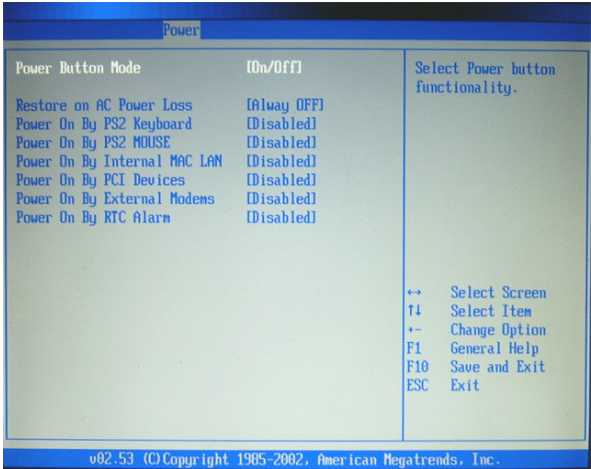 Power
Power Button Mode [On/Off]
Restore on AC Power Loss [Alway OFF]
Power On By PS2 Keyboard [Disabled]
Power On By PS2 MOUSE [Disabled]
Power On By Internal MAC LAN [Disabled]
Power On By PCI Devices [Disabled]
Power On By External Modems [Disabled]
Power On By RTC Alarm [Disabled]
Select Power button
functionality.
↔ Select Screen
↑↓ Select Item
+- Change Option
F1 General Help
F10 Save and Exit
ESC Exit
v02.53 (C)Copyright 1985-2002, American Megatrends, Inc.